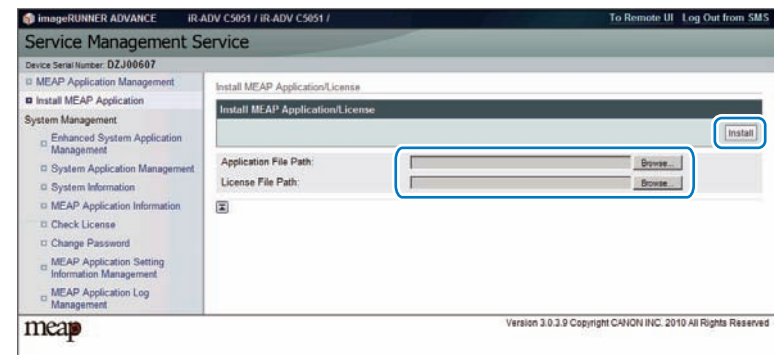 imageRUNNER ADVANCE iR-ADV C5051 / iR-ADV C5051 / To Remote UI Log Out from SMS
Service Management Service
Device Serial Number: DZJ00607
MEAP Application Management
Install MEAP Application
System Management
Enhanced System Application
Management
System Application Management
System Information
MEAP Application Information
Check License
Change Password
MEAP Application Setting
Information Management
MEAP Application Log
Management
Install MEAP Application/License
Install MEAP Application/License
Install
Application File Path: Browse...
License File Path: Browse...
meap
Version 3.0.3.9 Copyright CANON INC. 2010 All Rights Reserved